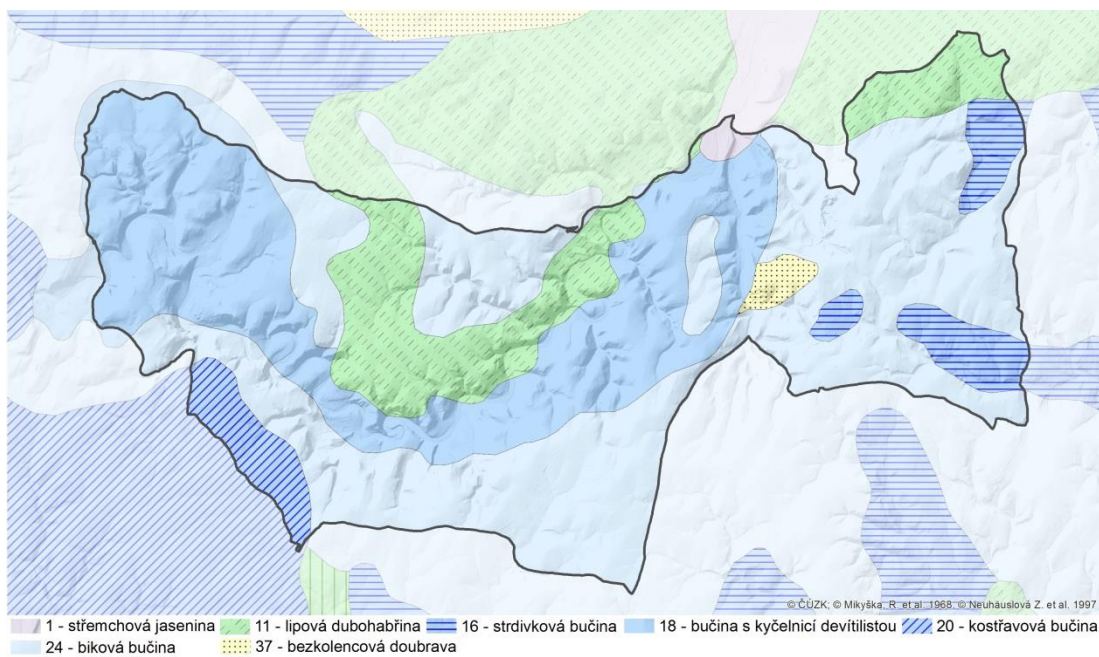 © ČÚZK; © Mikyška, R. et al. 1968, © Neuhäuslová Z. et al. 1997
1 - střemchová jasenina 11 - lipová dubohabřina 16 - strdivková bučina 18 - bučina s kyčelnicí devítilistou 20 - kostřavová bučina
24 - biková bučina 37 - bezkolencová doubrava